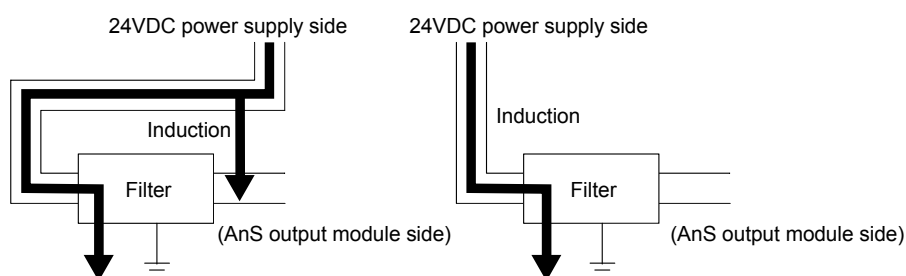 24VDC power supply side
24VDC power supply side
Induction
Induction
Filter
Filter
(AnS output module side)
(AnS output module side)